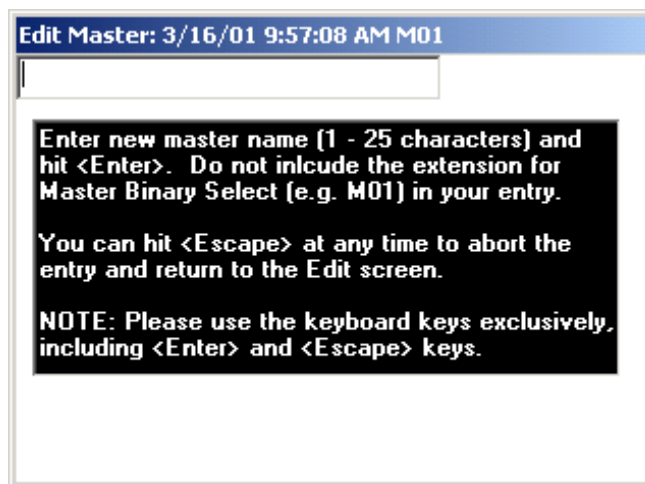 Edit Master: 3/16/01 9:57:08 AM M01
Enter new master name (1 - 25 characters) and
hit <Enter>.  Do not inlcude the extension for
Master Binary Select (e.g. M01) in your entry.
You can hit <Escape> at any time to abort the
entry and return to the Edit screen.
NOTE: Please use the keyboard keys exclusively,
including <Enter> and <Escape> keys.